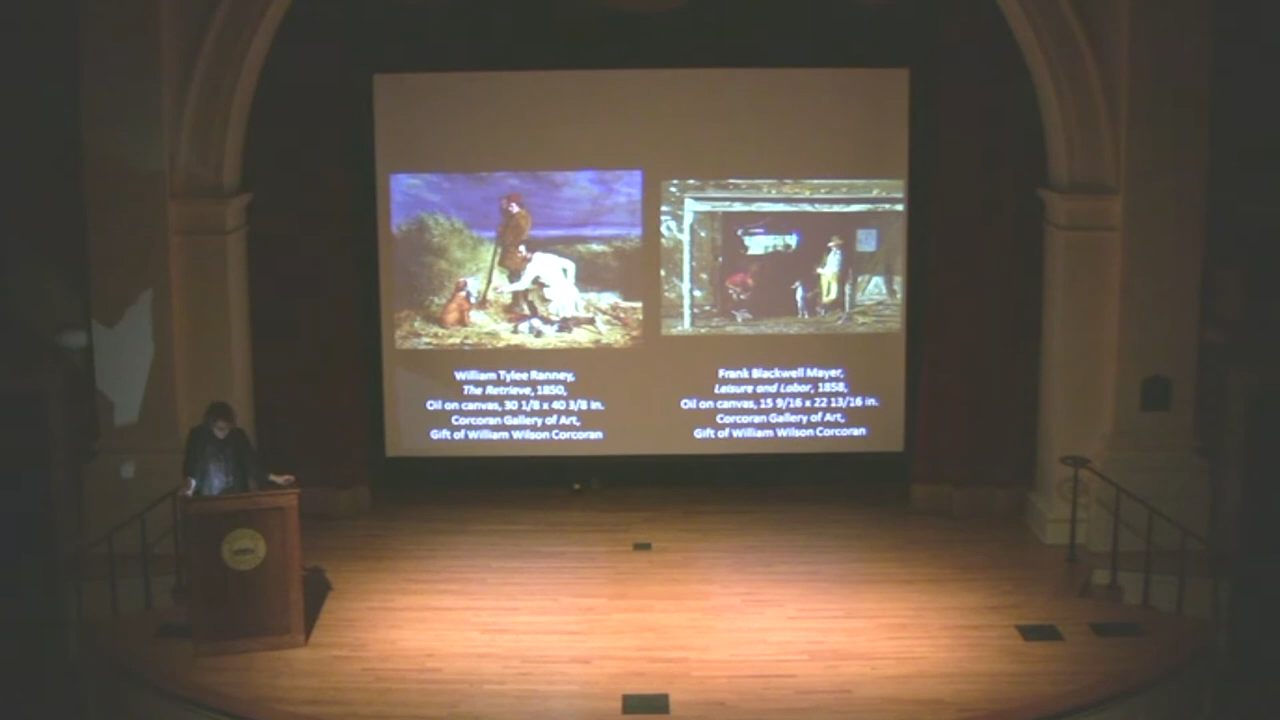 William Tylee Ranney,
The Retrieve, 1850,
Oil on canvas, 30 1/8 x 40 3/8 in.
Corcoran Gallery of Art,
Gift of William Wilson Corcoran
Frank Blackwell Mayer,
Leisure and Labor, 1858,
Oil on canvas, 15 9/16 x 22 13/16 in.
Corcoran Gallery of Art,
Gift of William Wilson Corcoran